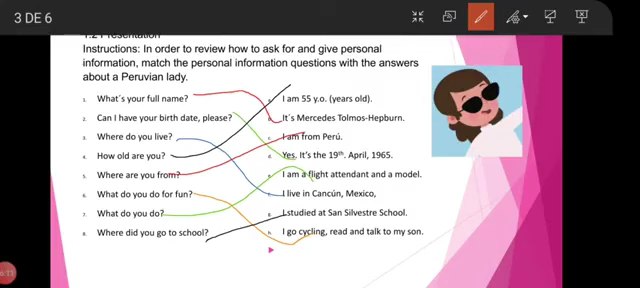 3 DE 6
1.2 Presentation
Instructions: In order to review how to ask for and give personal
information, match the personal information questions with the answers
about a Peruvian lady.
1. What´s your full name?
2. Can I have your birth date, please?
3. Where do you live?
4. How old are you?
5. Where are you from?
6. What do you do for fun?
7. What do you do?
8. Where did you go to school?
a. I am 55 y.o. (years old).
b. It´s Mercedes Tolmos-Hepburn.
c. I am from Perú.
d. Yes. It's the 19th. April, 1965.
e. I am a flight attendant and a model.
f. I live in Cancún, Mexico,
g. I studied at San Silvestre School.
h. I go cycling, read and talk to my son.